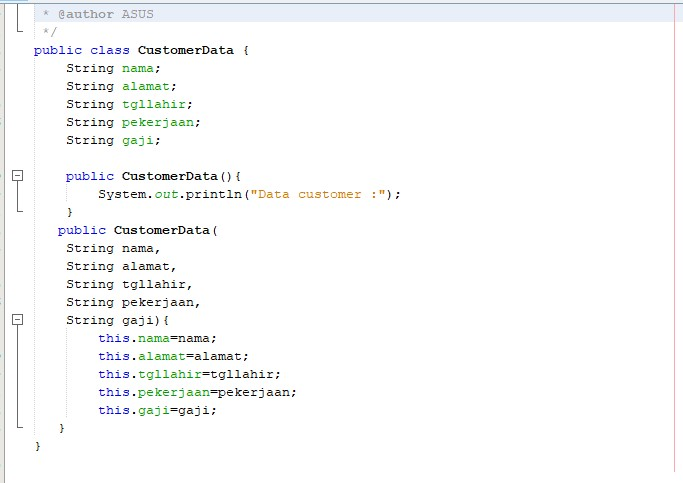 * @author ASUS
*/
public class CustomerData {
String nama;
String alamat;
String tgllahir;
String pekerjaan;
String gaji;
public CustomerData(){
System.out.println("Data customer :");
}
public CustomerData(
String nama,
String alamat,
String tgllahir,
String pekerjaan,
String gaji){
this.nama=nama;
this.alamat=alamat;
this.tgllahir=tgllahir;
this.pekerjaan=pekerjaan;
this.gaji=gaji;
}
}